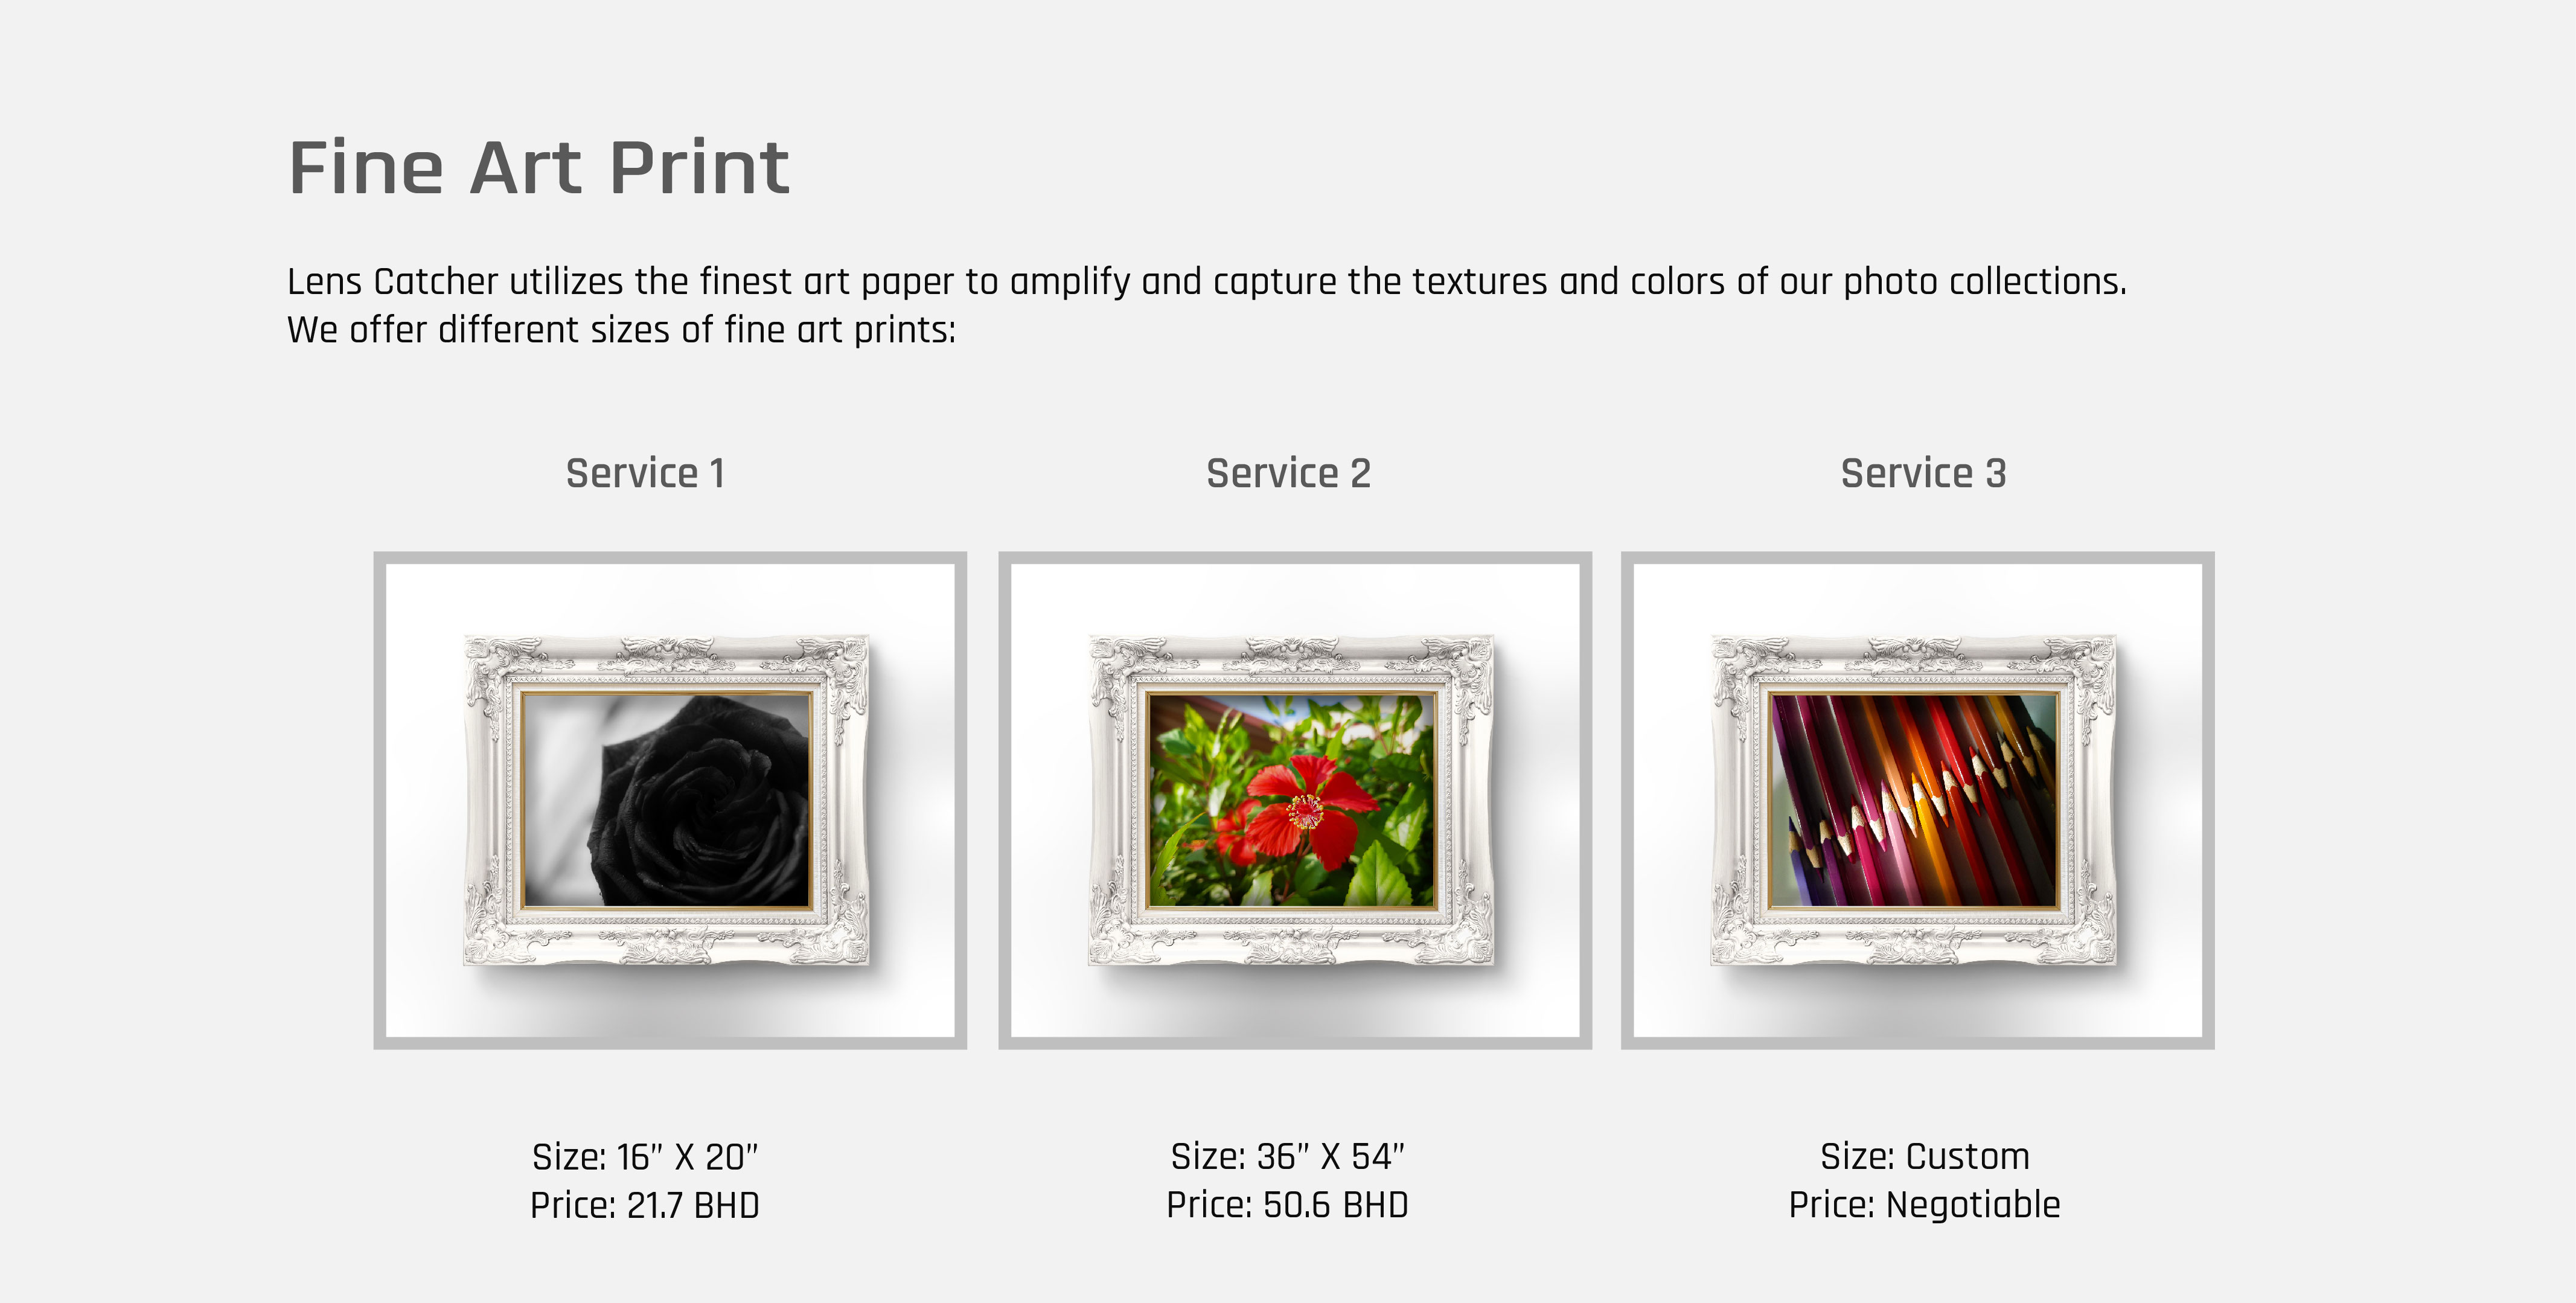 Fine Art Print
Lens Catcher utilizes the finest art paper to amplify and capture the textures and colors of our photo collections.
We offer different sizes of fine art prints:
Service 1
Service 2
Service 3
Size: 16” X 20”
Price: 21.7 BHD
Size: 36” X 54”
Price: 50.6 BHD
Size: Custom
Price: Negotiable